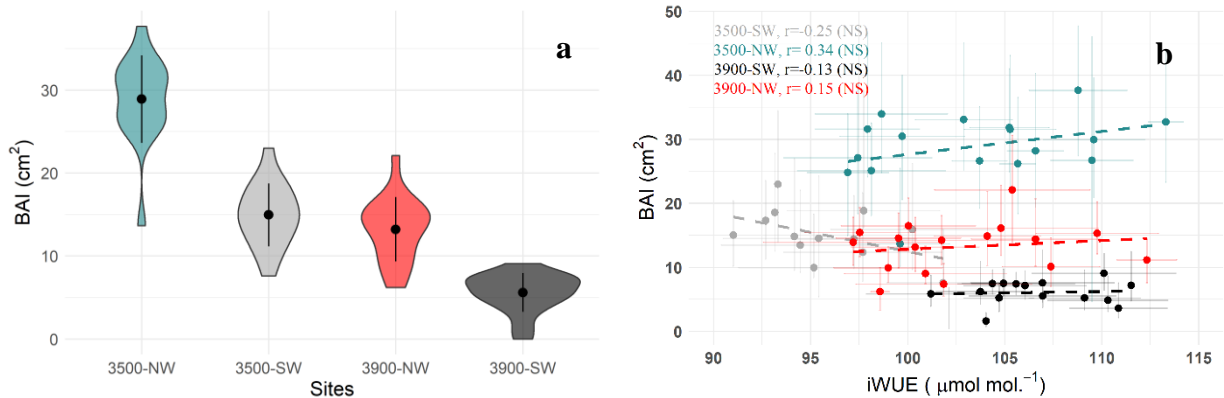 a
BAI (cm²)
30
20
10
0
3500-NW 3500-SW 3900-NW 3900-SW
Sites
b
3500-SW, r=-0.25 (NS)
3500-NW, r= 0.34 (NS)
3900-SW, r=-0.13 (NS)
3900-NW, r= 0.15 (NS)
BAI (cm²)
50
40
30
20
10
0
90 95 100 105 110 115
iWUE ( μmol mol.⁻¹)